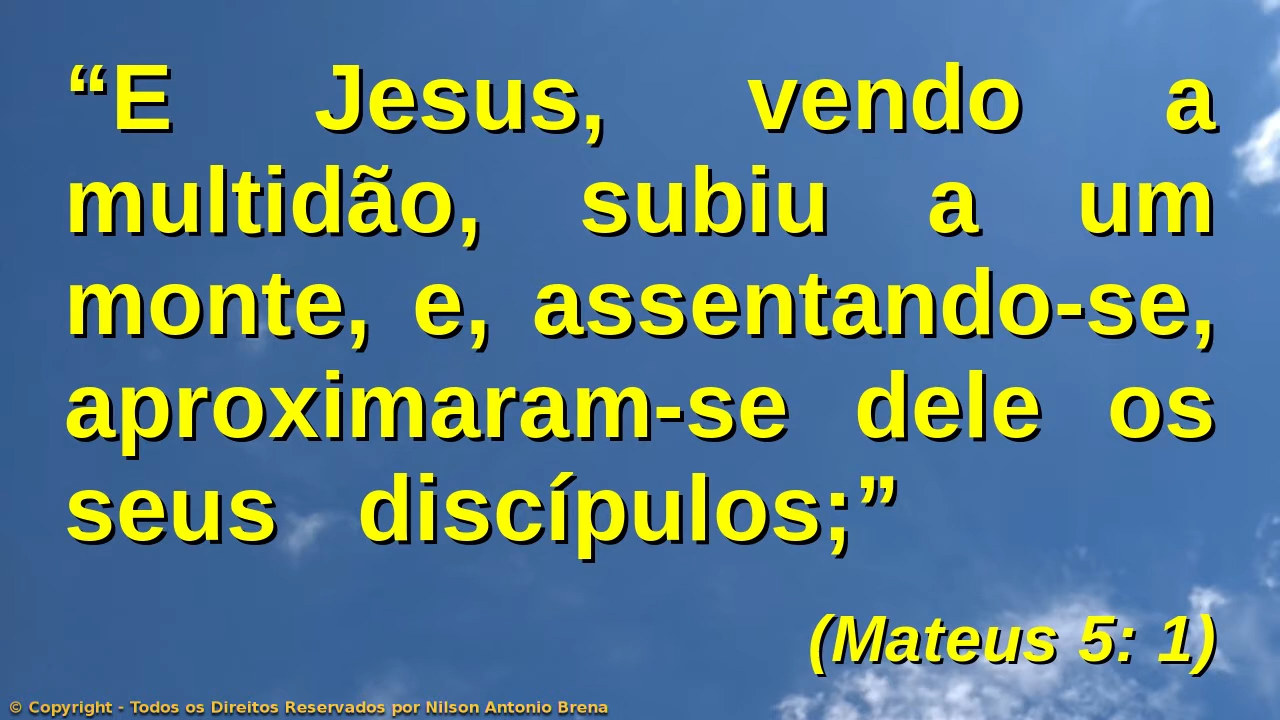 “E Jesus, vendo a
multidão, subiu a um
monte, e, assentando-se,
aproximaram-se dele os
seus discípulos;”
(Mateus 5: 1)
© Copyright - Todos os Direitos Reservados por Nilson Antonio Brena